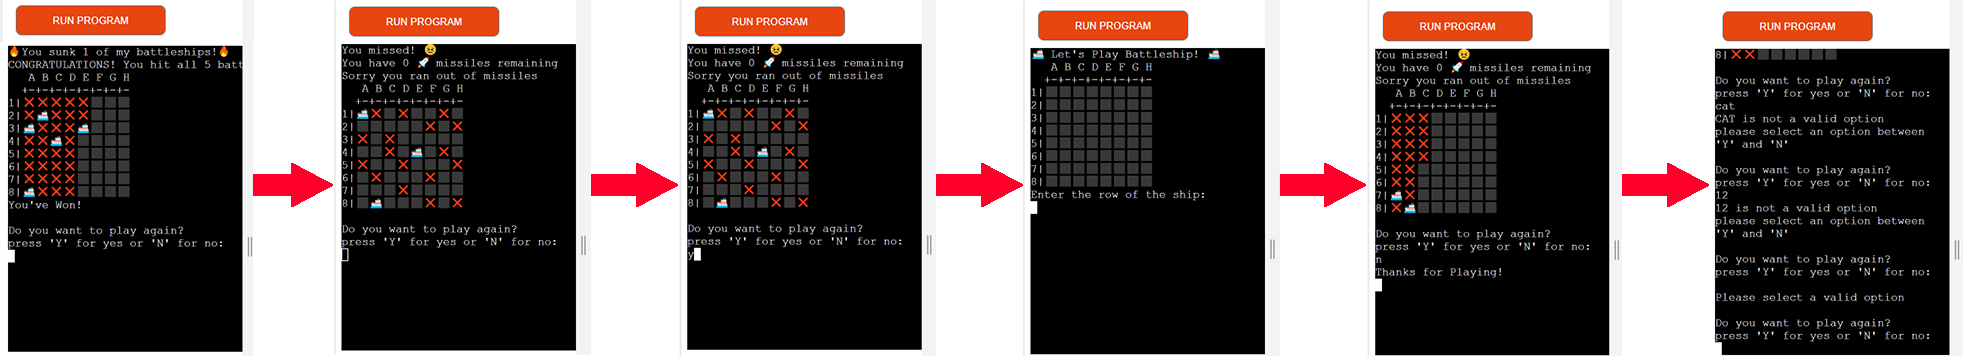 RUN PROGRAM
🔥You sunk 1 of my battleships!🔥
CONGRATULATIONS! You hit all 5 batt
A B C D E F G H
+-+-+-+-+-+-+-+-
1|
2|
3|
4|
5|
6|
7|
8|
You've Won!
Do you want to play again?
press 'Y' for yes or 'N' for no:
RUN PROGRAM
You missed! 😣
You have 0 🚀 missiles remaining
Sorry you ran out of missiles
A B C D E F G H
+-+-+-+-+-+-+-+-
1|
2|
3|
4|
5|
6|
7|
8|
Do you want to play again?
press 'Y' for yes or 'N' for no:
RUN PROGRAM
You missed! 😣
You have 0 🚀 missiles remaining
Sorry you ran out of missiles
A B C D E F G H
+-+-+-+-+-+-+-+-
1|
2|
3|
4|
5|
6|
7|
8|
Do you want to play again?
press 'Y' for yes or 'N' for no:
y
RUN PROGRAM
🚢 Let's Play Battleship! 🚢
A B C D E F G H
+-+-+-+-+-+-+-+-
1|
2|
3|
4|
5|
6|
7|
8|
Enter the row of the ship:
RUN PROGRAM
You missed! 😣
You have 0 🚀 missiles remaining
Sorry you ran out of missiles
A B C D E F G H
+-+-+-+-+-+-+-+-
1|
2|
3|
4|
5|
6|
7|
8|
Do you want to play again?
press 'Y' for yes or 'N' for no:
n
Thanks for Playing!
RUN PROGRAM
8|
Do you want to play again?
press 'Y' for yes or 'N' for no:
cat
CAT is not a valid option
please select an option between
'Y' and 'N'
Do you want to play again?
press 'Y' for yes or 'N' for no:
12
12 is not a valid option
please select an option between
'Y' and 'N'
Do you want to play again?
press 'Y' for yes or 'N' for no:
Please select a valid option
Do you want to play again?
press 'Y' for yes or 'N' for no: